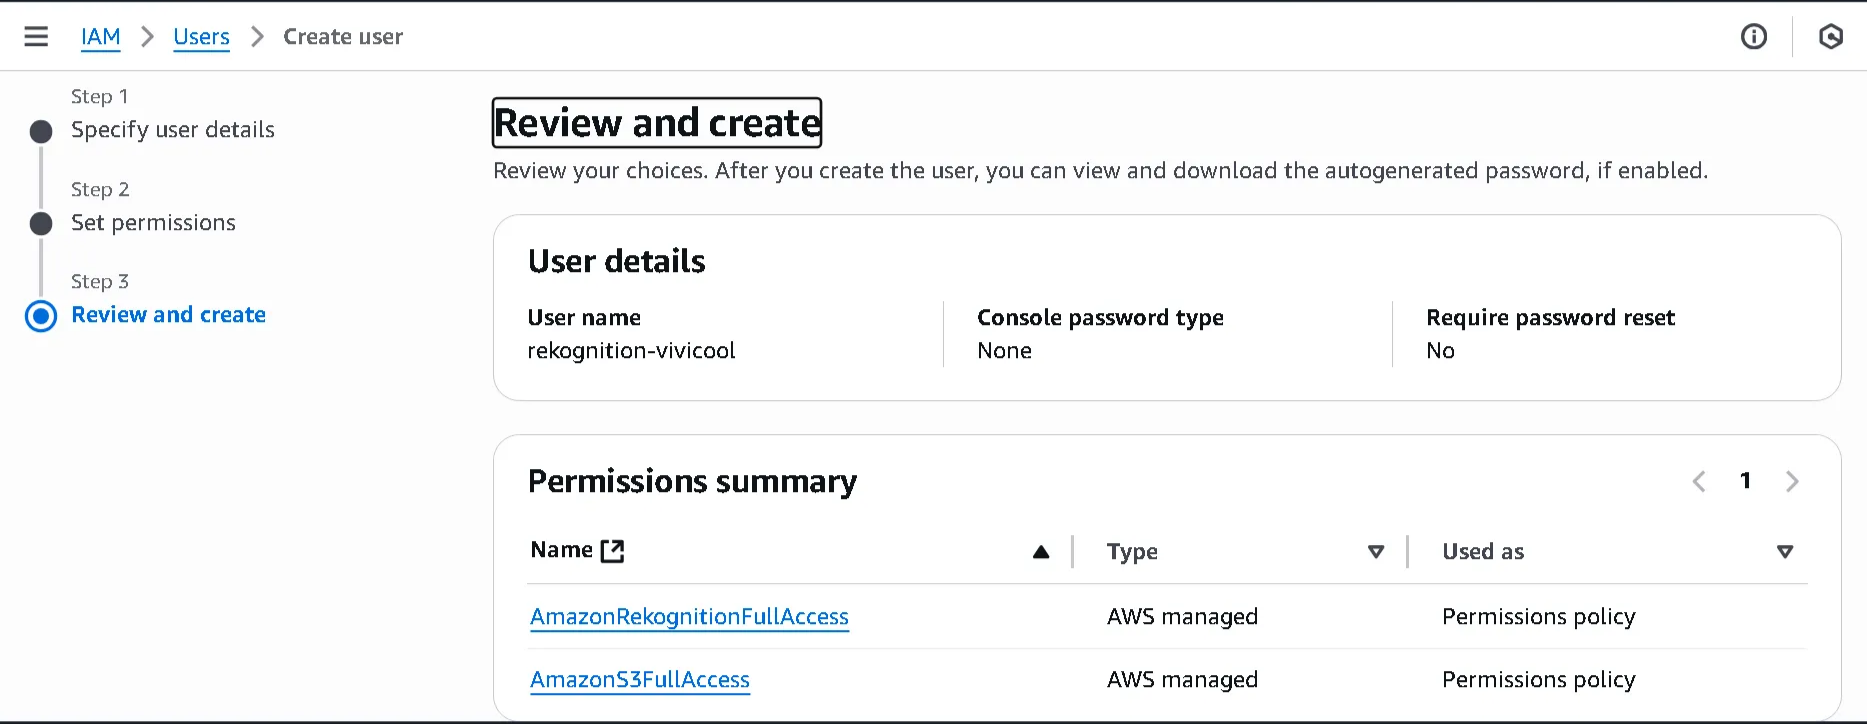 IAM > Users > Create user
Step 1
Specify user details
Step 2
Set permissions
Step 3
Review and create
Review and create
Review your choices. After you create the user, you can view and download the autogenerated password, if enabled.
User details
User name
rekognition-vivicool
Console password type
None
Require password reset
No
Permissions summary
1
Name Type Used as
AmazonRekognitionFullAccess AWS managed Permissions policy
AmazonS3FullAccess AWS managed Permissions policy